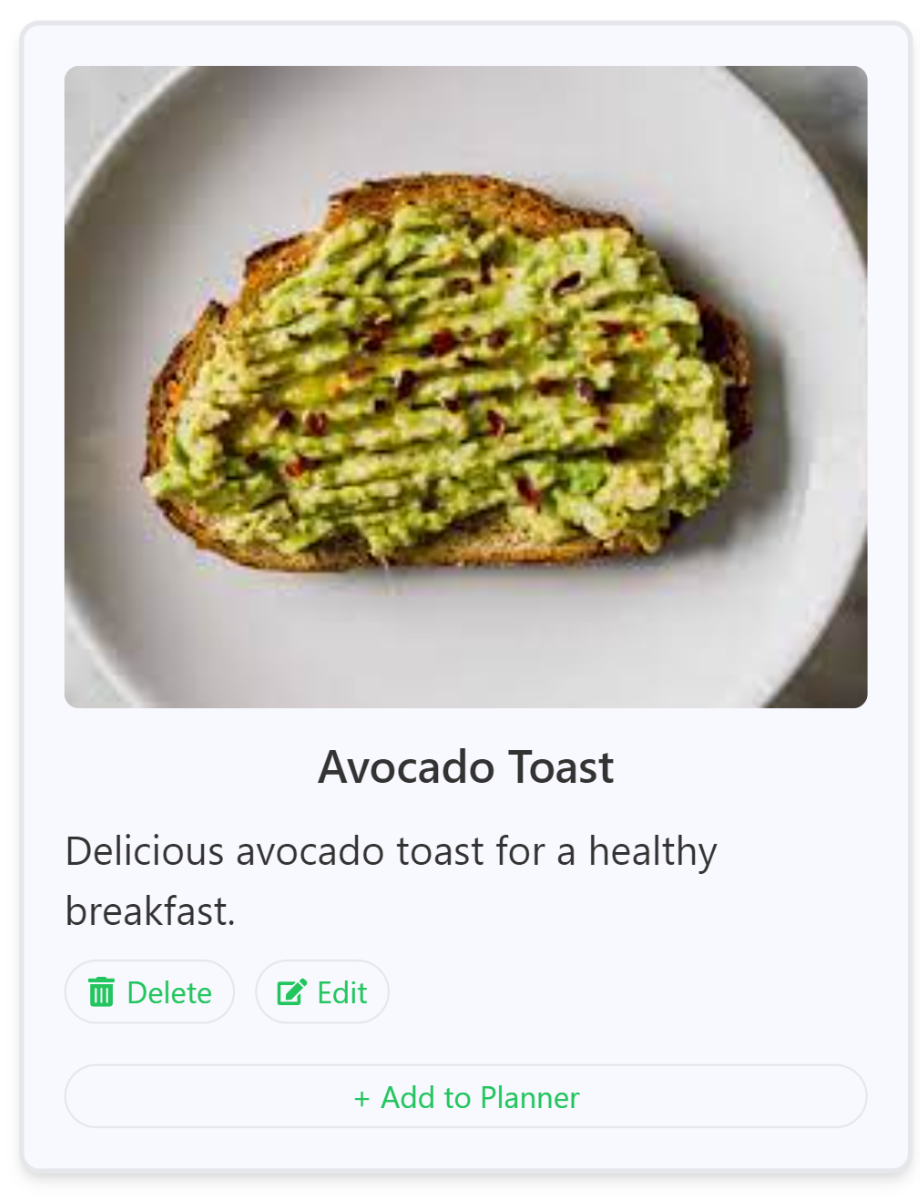 Avocado Toast
Delicious avocado toast for a healthy
breakfast.
Delete Edit
+ Add to Planner